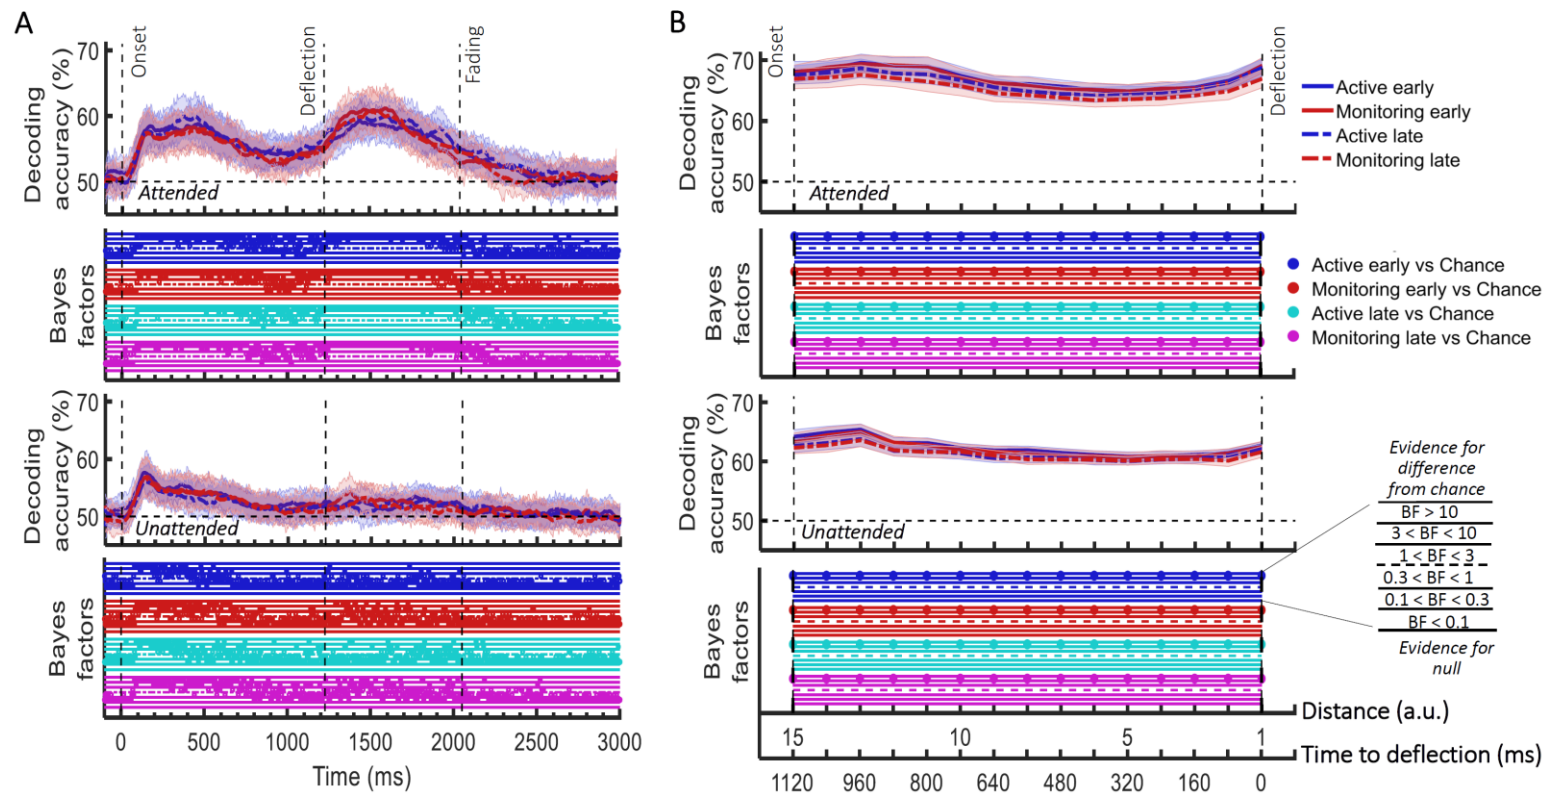 A
B
Onset
Deflection
Fading
70
60
50
Decoding
accuracy (%)
Attended
Bayes
factors
70
60
50
Decoding
accuracy (%)
Unattended
Bayes
factors
0
500
1000
1500
2000
2500
3000
Time (ms)
Onset
Deflection
70
60
50
Decoding
accuracy (%)
Attended
Active early
Monitoring early
Active late
Monitoring late
Bayes
factors
Active early vs Chance
Monitoring early vs Chance
Active late vs Chance
Monitoring late vs Chance
70
60
50
Decoding
accuracy (%)
Unattended
Bayes
factors
Evidence for
difference
from chance
BF > 10
3 < BF < 10
1 < BF < 3
0.3 < BF < 1
0.1 < BF < 0.3
BF < 0.1
Evidence for
null
Distance (a.u.)
15
10
5
1
Time to deflection (ms)
1120
960
800
640
480
320
160
0